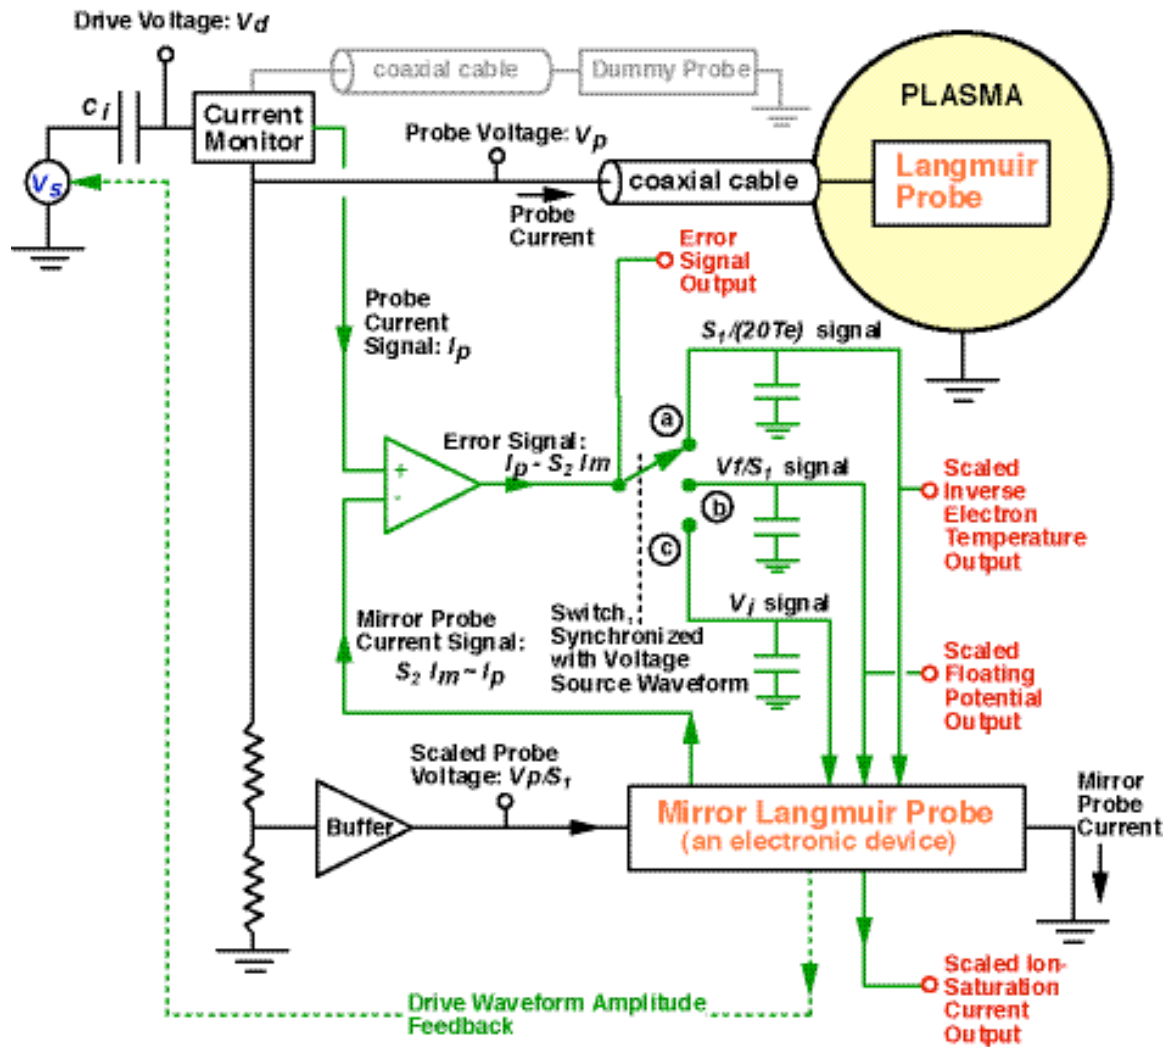 Drive Voltage: Vd
coaxial cable
Dummy Probe
Ci
Current
Monitor
Vs
Probe Voltage: Vp
coaxial cable
Probe
Current
PLASMA
Langmuir
Probe
Error
Signal
Output
Probe
Current
Signal: Ip
S1/(20Te) signal
a
Error Signal:
Ip - S2 Im
+
-
Vf/S1 signal
b
c
Scaled
Inverse
Electron
Temperature
Output
Vi signal
Mirror Probe
Current Signal:
S2 Im ~ Ip
Switch,
Synchronized
with Voltage
Source Waveform
Scaled
Floating
Potential
Output
Scaled Probe
Voltage: Vp/S1
Buffer
Mirror Langmuir Probe
(an electronic device)
Mirror
Probe
Current
Drive Waveform Amplitude
Feedback
Scaled Ion-
Saturation
Current
Output